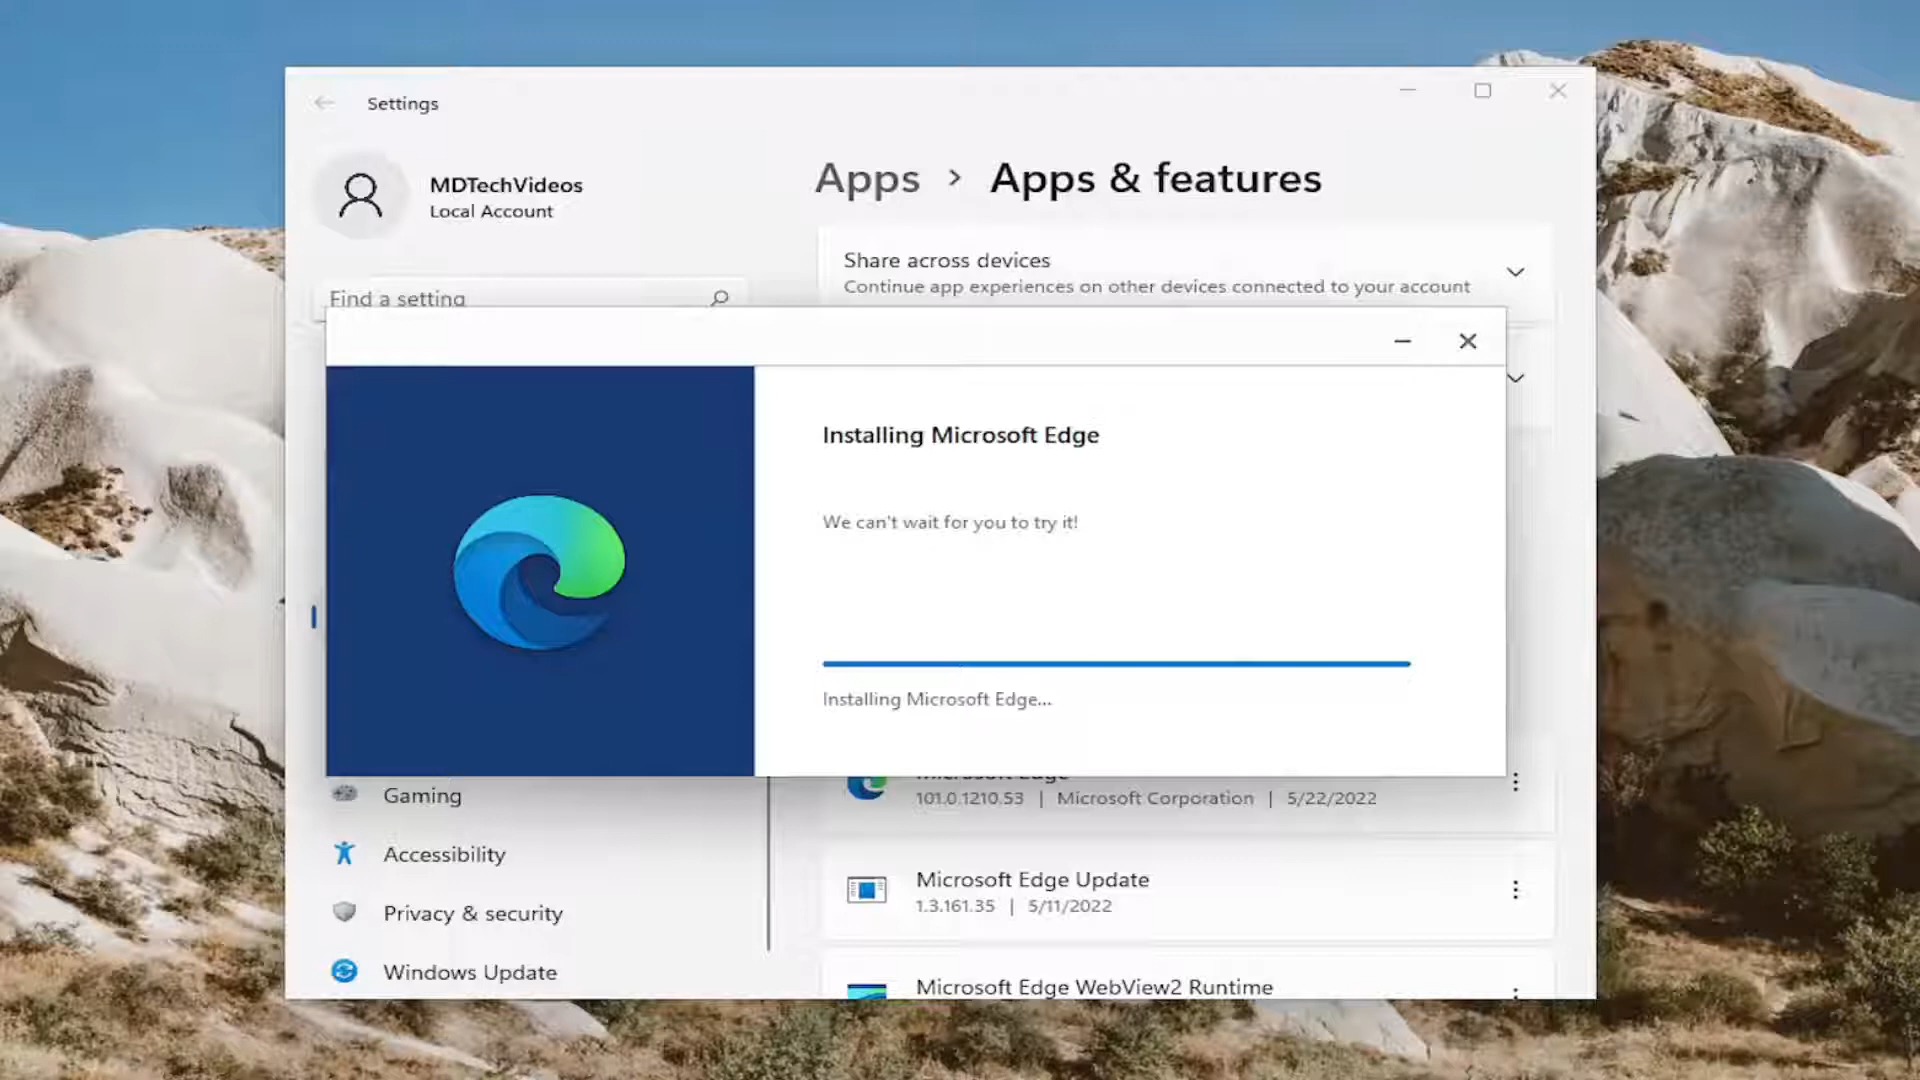 Settings
MDTechVideos
Local Account
Find a setting
Apps > Apps & features
Share across devices
Continue app experiences on other devices connected to your account
Installing Microsoft Edge
We can't wait for you to try it!
Installing Microsoft Edge...
Gaming
Accessibility
Privacy & security
Windows Update
Microsoft Edge
101.0.1210.53 | Microsoft Corporation | 5/22/2022
Microsoft Edge Update
1.3.161.35 | 5/11/2022
Microsoft Edge WebView2 Runtime